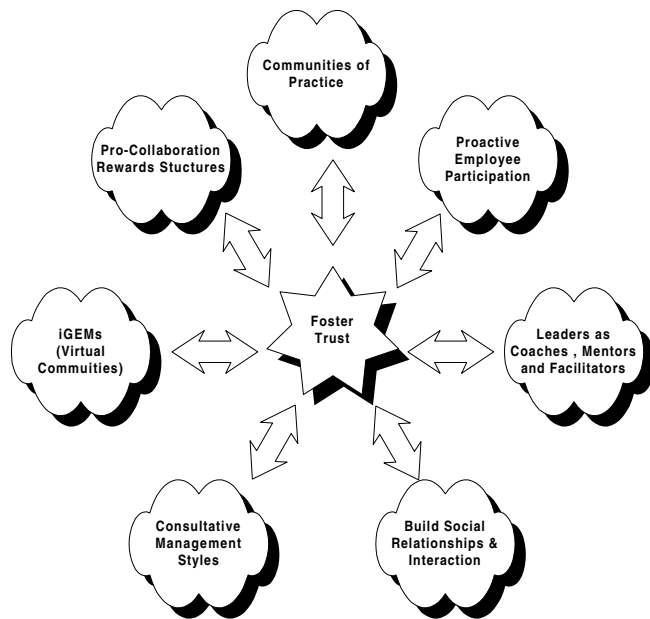 Communities of
Practice
Pro-Collaboration
Rewards Stuctures
Proactive
Employee
Participation
iGEMs
(Virtual
Commuities)
Foster
Trust
Leaders as
Coaches , Mentors
and Facilitators
Consultative
Management
Styles
Build Social
Relationships &
Interaction